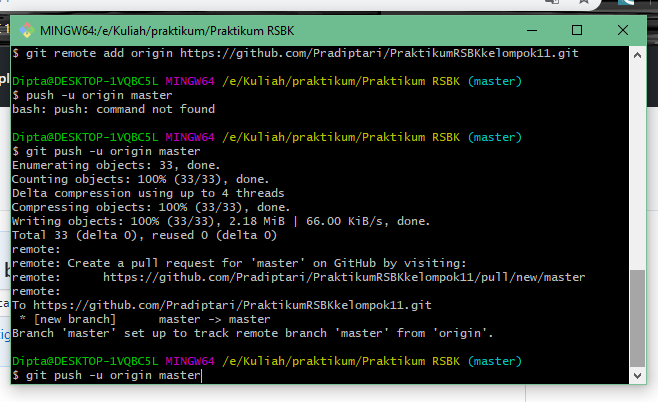 MINGW64:/e/Kuliah/praktikum/Praktikum RSBK
$ git remote add origin https://github.com/Pradiptari/PraktikumRSBKkelompok11.git
Dipta@DESKTOP-1VQBC5L MINGW64 /e/Kuliah/praktikum/Praktikum RSBK (master)
$ push -u origin master
bash: push: command not found
Dipta@DESKTOP-1VQBC5L MINGW64 /e/Kuliah/praktikum/Praktikum RSBK (master)
$ git push -u origin master
Enumerating objects: 33, done.
Counting objects: 100% (33/33), done.
Delta compression using up to 4 threads
Compressing objects: 100% (33/33), done.
Writing objects: 100% (33/33), 2.18 MiB | 66.00 KiB/s, done.
Total 33 (delta 0), reused 0 (delta 0)
remote:
remote: Create a pull request for 'master' on GitHub by visiting:
remote:      https://github.com/Pradiptari/PraktikumRSBKkelompok11/pull/new/master
remote:
To https://github.com/Pradiptari/PraktikumRSBKkelompok11.git
 * [new branch]      master -> master
Branch 'master' set up to track remote branch 'master' from 'origin'.
Dipta@DESKTOP-1VQBC5L MINGW64 /e/Kuliah/praktikum/Praktikum RSBK (master)
$ git push -u origin master